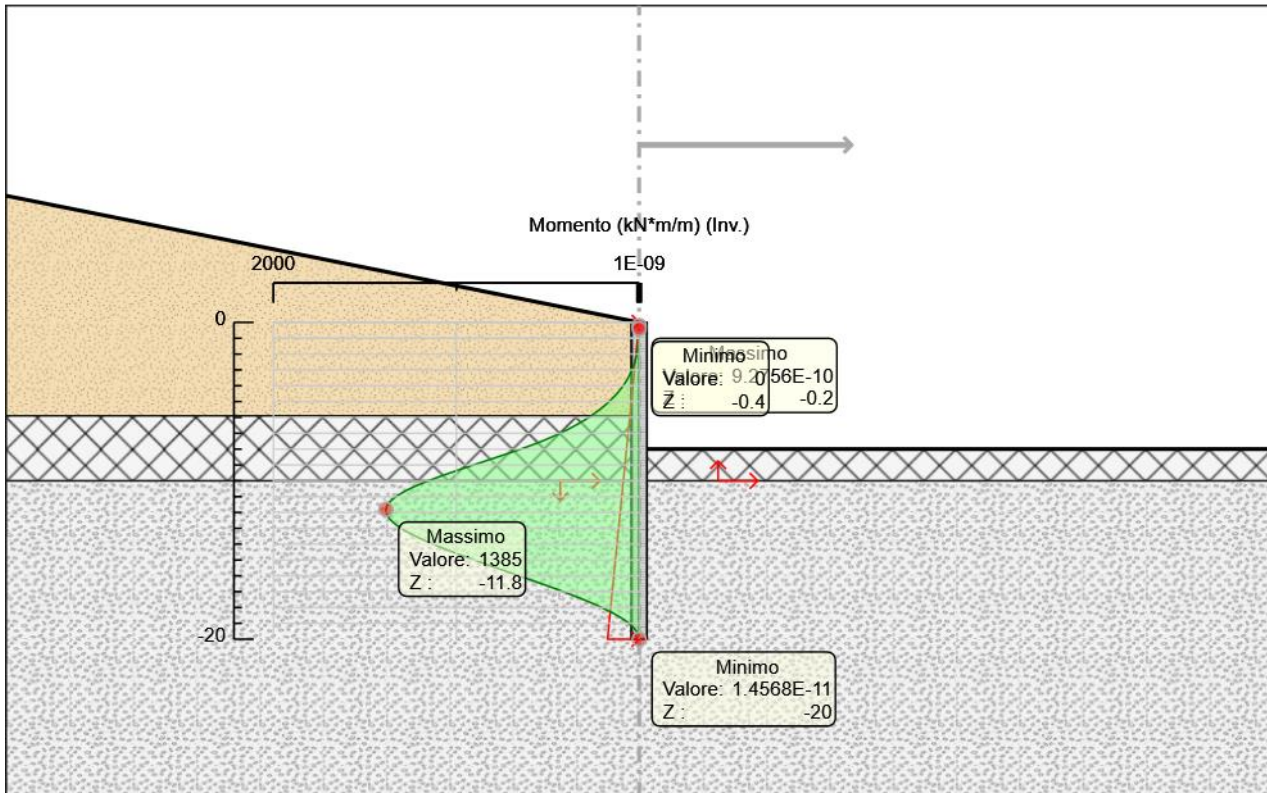 Momento (kN*m/m) (Inv.)
2000
1E-09
0
Massimo
Valore: 9.2756E-10
Z : -0.2
Minimo
Valore: 0
Z : -0.4
Massimo
Valore: 1385
Z : -11.8
-20
Minimo
Valore: 1.4568E-11
Z : -20